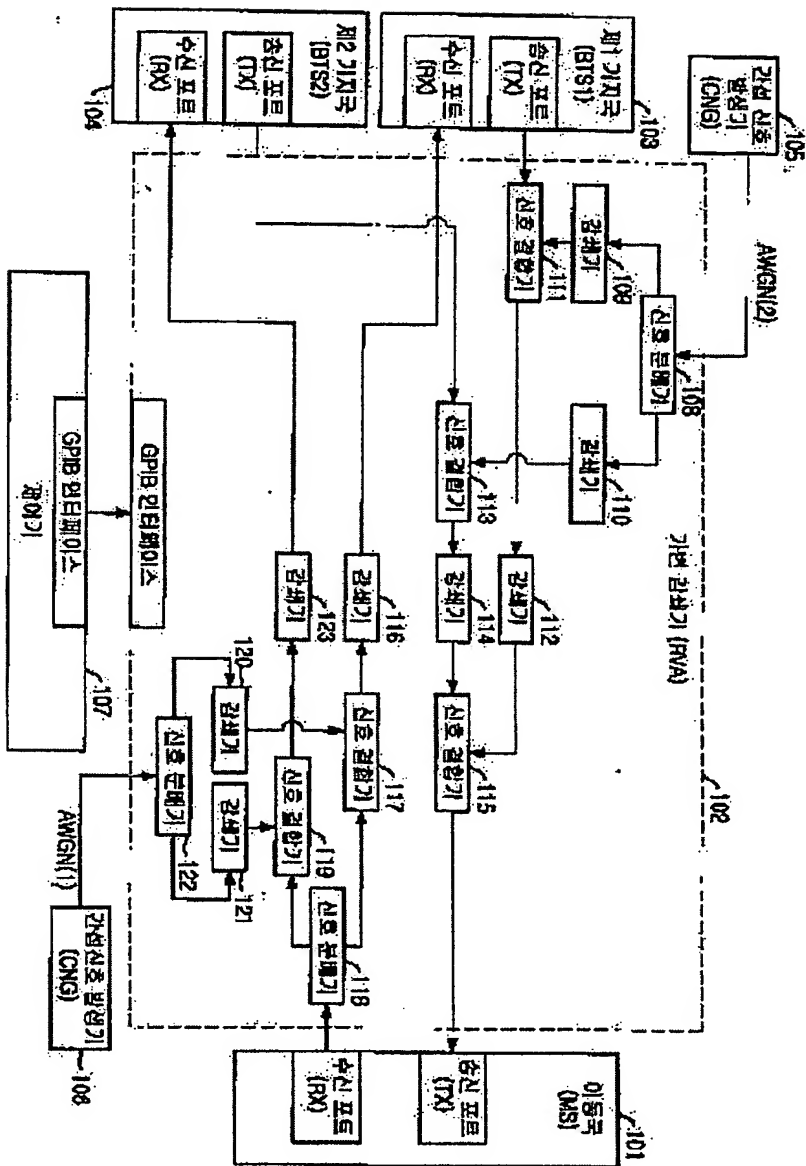 105
간섭 신호
발생기
(CNG)
AWGN(2)
신호 분배기
108
감쇄기
109
감쇄기
110
가변 감쇄기 (RVA)
102
제1 기지국
(BTS1)
103
송신 포트
(TX)
수신 포트
(RX)
신호 결합기
111
감쇄기
112
신호 결합기
113
감쇄기
114
신호 결합기
115
이동국
(MS)
101
송신 포트
(TX)
수신 포트
(RX)
제2 기지국
(BTS2)
104
송신 포트
(TX)
수신 포트
(RX)
감쇄기
116
신호 결합기
117
신호 분배기
118
감쇄기
123
신호 결합기
119
120
감쇄기
감쇄기
121
신호 분배기
122
GPIB 인터페이스
GPIB 인터페이스
제어기
107
AWGN(1)
간섭신호 발생기
(CNG)
106